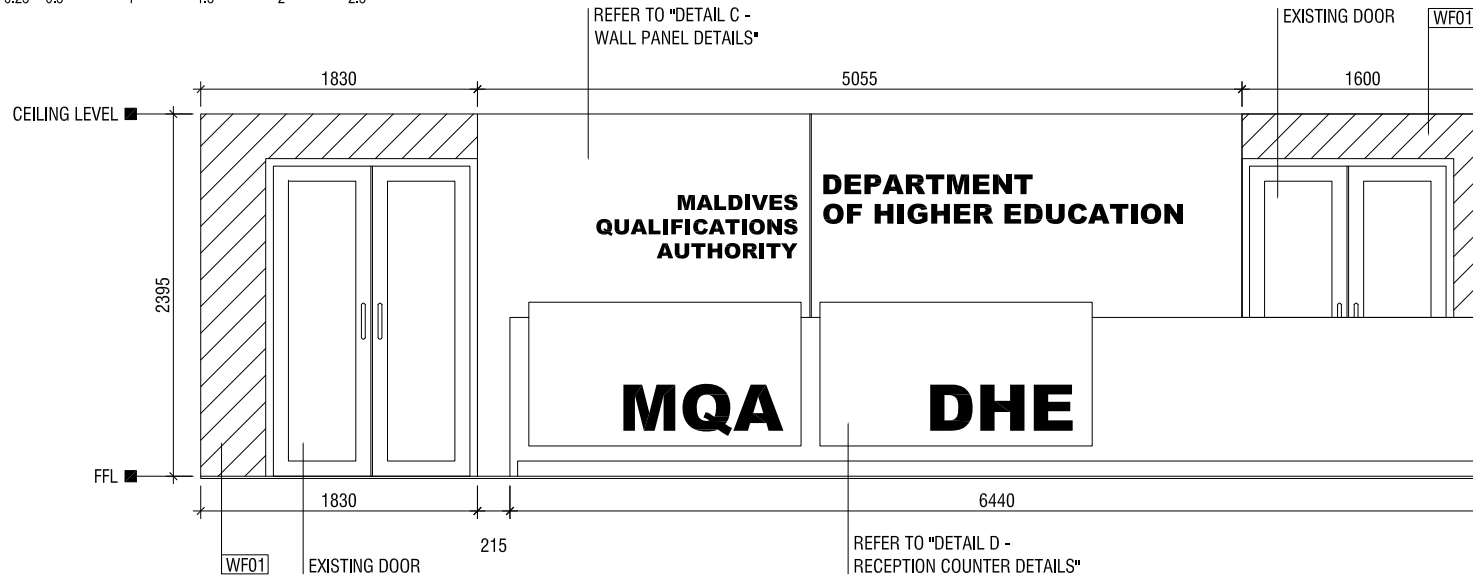 REFER TO "DETAIL C -
WALL PANEL DETAILS"
EXISTING DOOR
WF01
1830
5055
1600
CEILING LEVEL
MALDIVES
QUALIFICATIONS
AUTHORITY
DEPARTMENT
OF HIGHER EDUCATION
2395
MQA
DHE
FFL
1830
215
6440
WF01
EXISTING DOOR
REFER TO "DETAIL D -
RECEPTION COUNTER DETAILS"